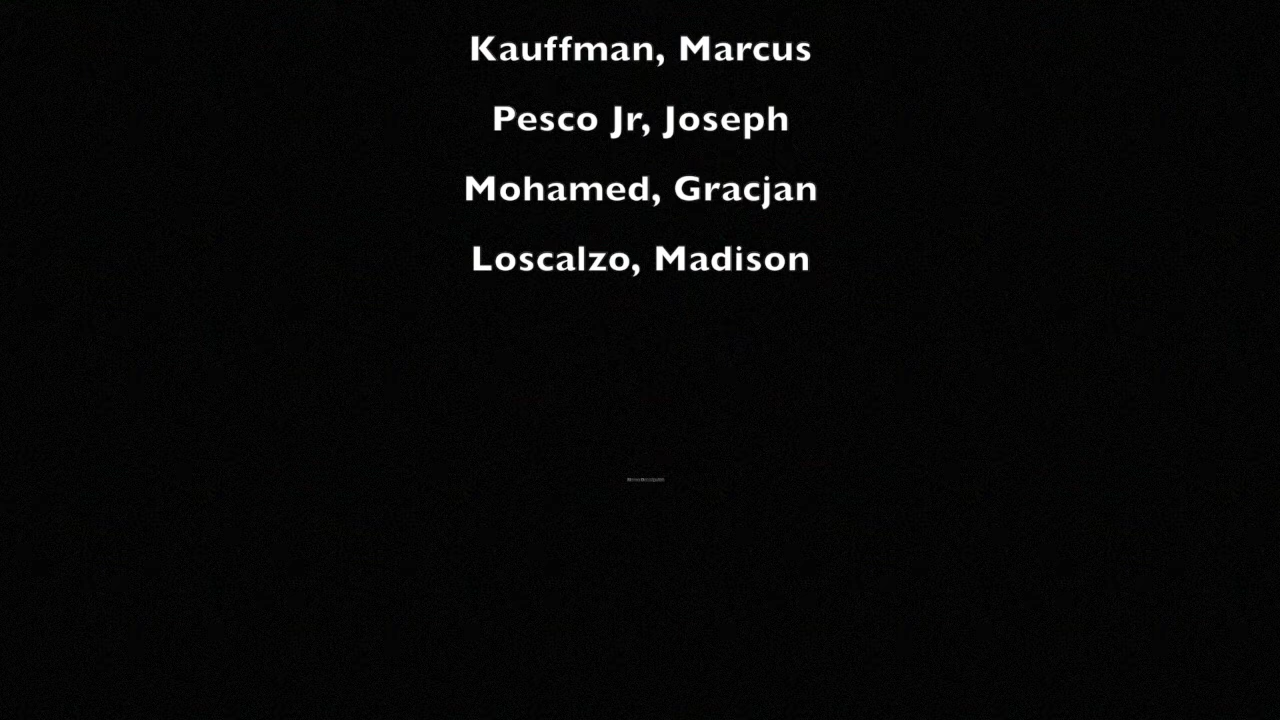 Kauffman, Marcus
Pesco Jr, Joseph
Mohamed, Gracjan
Loscalzo, Madison